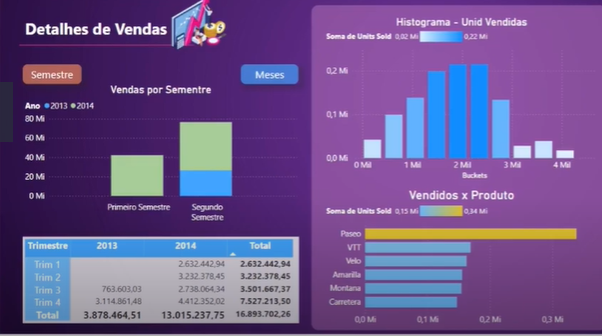 Detalhes de Vendas
Semestre
Meses
Vendas por Sementre
Ano 2013 2014
80 Mi
60 Mi
40 Mi
20 Mi
0 Mi
Primeiro Semestre
Segundo
Semestre
Trimestre 2013 2014 Total
Trim 1 2.632.442,94 2.632.442,94
Trim 2 3.232.378,45 3.232.378,45
Trim 3 763.603,03 2.738.064,34 3.501.667,37
Trim 4 3.114.861,48 4.412.352,02 7.527.213,50
Total 3.878.464,51 13.015.237,75 16.893.702,26
Histograma - Unid Vendidas
Soma de Units Sold 0,02 Mi 0,22 Mi
0,2 Mi
0,1 Mi
0,0 Mi
0 Mil 1 Mil 2 Mil 3 Mil 4 Mil
Buckets
Vendidos x Produto
Soma de Units Sold 0,15 Mi 0,34 Mi
Paseo
VTT
Velo
Amarilla
Montana
Carretera
0,0 Mi 0,1 Mi 0,2 Mi 0,3 Mi